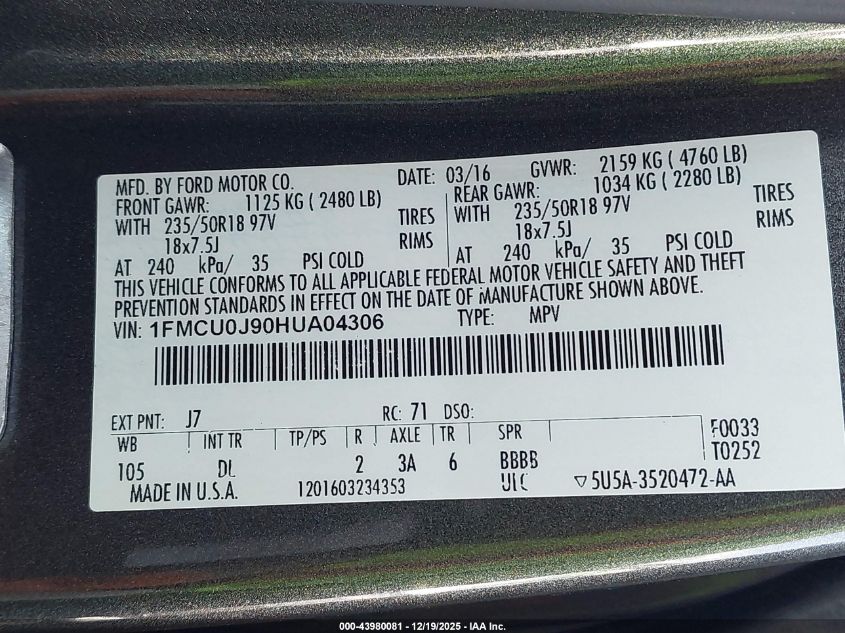 MFD. BY FORD MOTOR CO. DATE: 03/16 GVWR: 2159 KG ( 4760 LB)
FRONT GAWR: 1125 KG ( 2480 LB) REAR GAWR: 1034 KG ( 2280 LB)
WITH 235/50R18 97V TIRES WITH 235/50R18 97V TIRES
18x7.5J RIMS 18x7.5J RIMS
AT 240 kPa/ 35 PSI COLD AT 240 kPa/ 35 PSI COLD
THIS VEHICLE CONFORMS TO ALL APPLICABLE FEDERAL MOTOR VEHICLE SAFETY AND THEFT
PREVENTION STANDARDS IN EFFECT ON THE DATE OF MANUFACTURE SHOWN ABOVE.
VIN: 1FMCU0J90HUA04306 TYPE: MPV
EXT PNT: J7 RC: 71 DSO:
WB INT TR TP/PS R AXLE TR SPR F0033
105 DL 2 3A 6 BBBB T0252
MADE IN U.S.A. 1201603234353 UIC ▽5U5A-3520472-AA
000-43980081 - 12/19/2025 - IAA Inc.